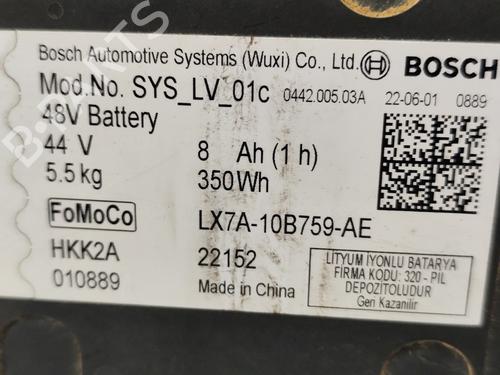 Bosch Automotive Systems (Wuxi) Co., Ltd. BOSCH
Mod.No. SYS_LV_01c 0442.005.03A 22-06-01 0889
48V Battery
44 V 8 Ah (1 h)
5.5 kg 350Wh
FoMoCo LX7A-10B759-AE
HKK2A 22152
010889 Made in China
LITYUM IYONLU BATARYA
FIRMA KODU: 320 - PIL
DEPOZITOLUDUR
Geri Kazanilir